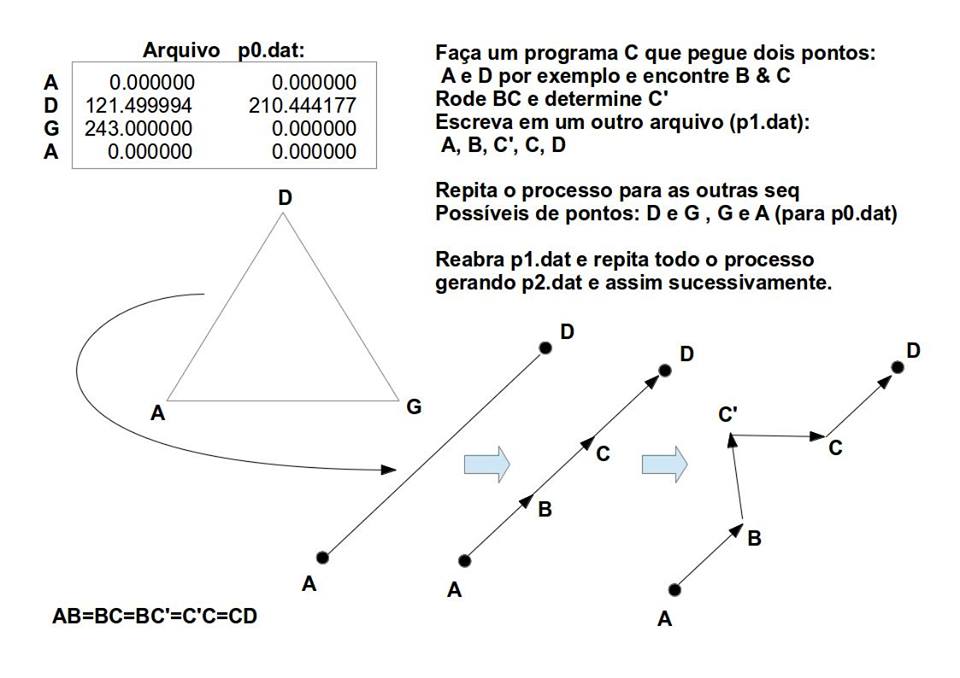 Arquivo p0.dat:
A 0.000000 0.000000
D 121.499994 210.444177
G 243.000000 0.000000
A 0.000000 0.000000
Faça um programa C que pegue dois pontos:
A e D por exemplo e encontre B & C
Rode BC e determine C'
Escreva em um outro arquivo (p1.dat):
A, B, C', C, D
Repita o processo para as outras seq
Possíveis de pontos: D e G , G e A (para p0.dat)
Reabra p1.dat e repita todo o processo
gerando p2.dat e assim sucessivamente.
D
A
G
D
A
D
C
B
A
D
C'
C
B
A
AB=BC=BC'=C'C=CD